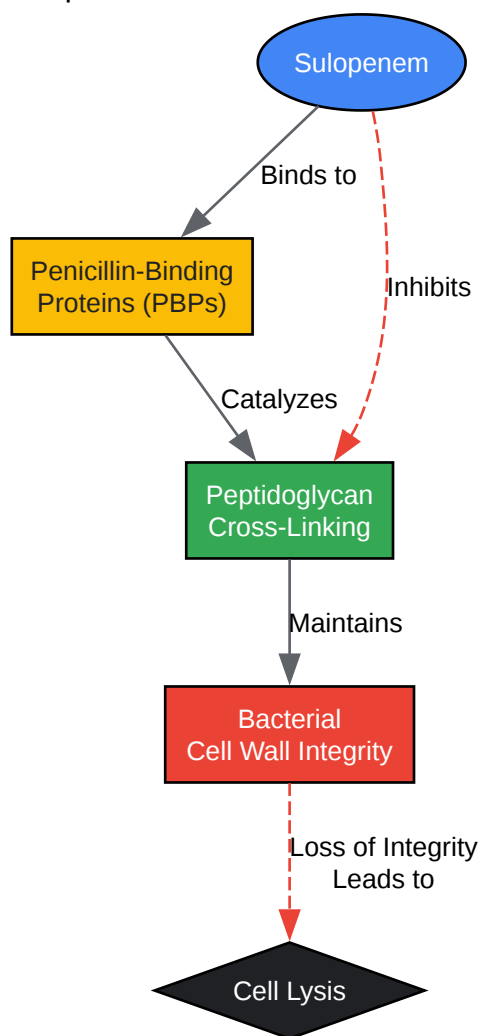 Sulopenem
Binds to
Penicillin-Binding
Proteins (PBPs)
Inhibits
Catalyzes
Peptidoglycan
Cross-Linking
Maintains
Bacterial
Cell Wall Integrity
Loss of Integrity
Leads to
Cell Lysis